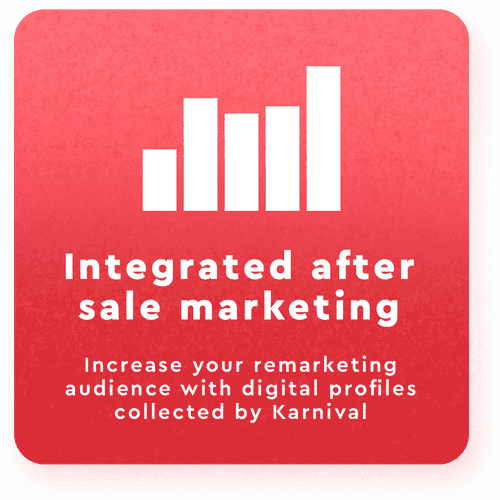 Integrated after
sale marketing
Increase your remarketing
audience with digital profiles
collected by Karnival